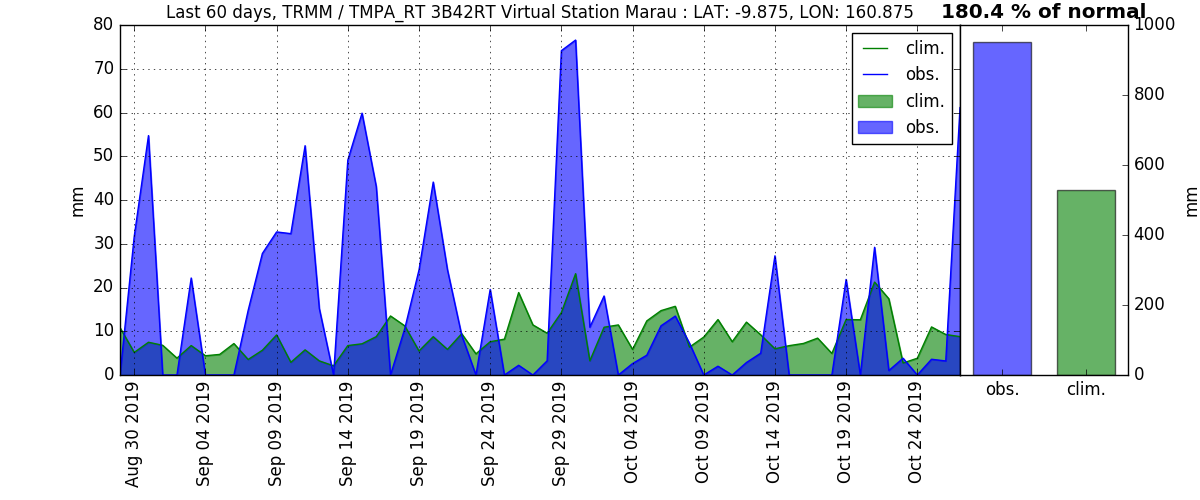 Last 60 days, TRMM / TMPA_RT 3B42RT Virtual Station Marau : LAT: -9.875, LON: 160.875
180.4 % of normal
80
70
60
50
40
30
20
10
0
mm
clim.
obs.
clim.
obs.
1000
800
600
400
200
0
mm
obs.
clim.
Aug 30 2019
Sep 04 2019
Sep 09 2019
Sep 14 2019
Sep 19 2019
Sep 24 2019
Sep 29 2019
Oct 04 2019
Oct 09 2019
Oct 14 2019
Oct 19 2019
Oct 24 2019